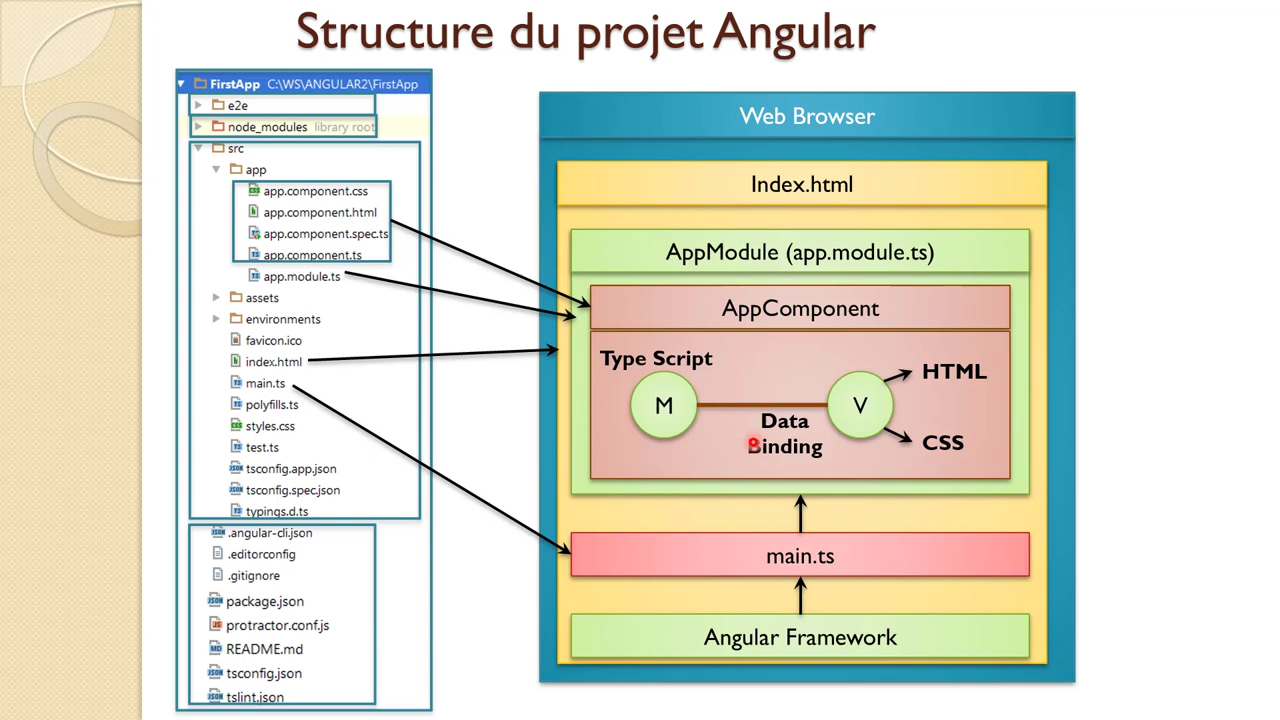 Structure du projet Angular
FirstApp C:\WS\ANGULAR2\FirstApp
e2e
node_modules library root
src
app
app.component.css
app.component.html
app.component.spec.ts
app.component.ts
app.module.ts
assets
environments
favicon.ico
index.html
main.ts
polyfills.ts
styles.css
test.ts
tsconfig.app.json
tsconfig.spec.json
typings.d.ts
.angular-cli.json
.editorconfig
.gitignore
package.json
protractor.conf.js
README.md
tsconfig.json
tslint.json
Web Browser
Index.html
AppModule (app.module.ts)
AppComponent
Type Script
M
V
HTML
Data
Binding
CSS
main.ts
Angular Framework